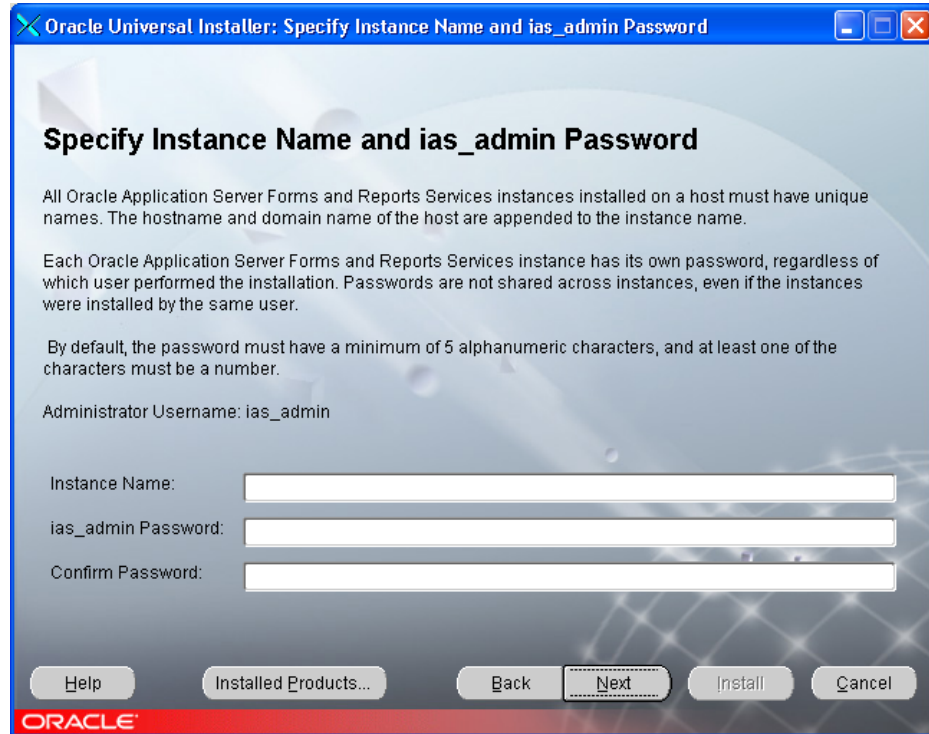 Oracle Universal Installer: Specify Instance Name and ias_admin Password
Specify Instance Name and ias_admin Password
All Oracle Application Server Forms and Reports Services instances installed on a host must have unique
names. The hostname and domain name of the host are appended to the instance name.
Each Oracle Application Server Forms and Reports Services instance has its own password, regardless of
which user performed the installation. Passwords are not shared across instances, even if the instances
were installed by the same user.
By default, the password must have a minimum of 5 alphanumeric characters, and at least one of the
characters must be a number.
Administrator Username: ias_admin
Instance Name:
ias_admin Password:
Confirm Password:
Help Installed Products... Back Next Install Cancel
ORACLE